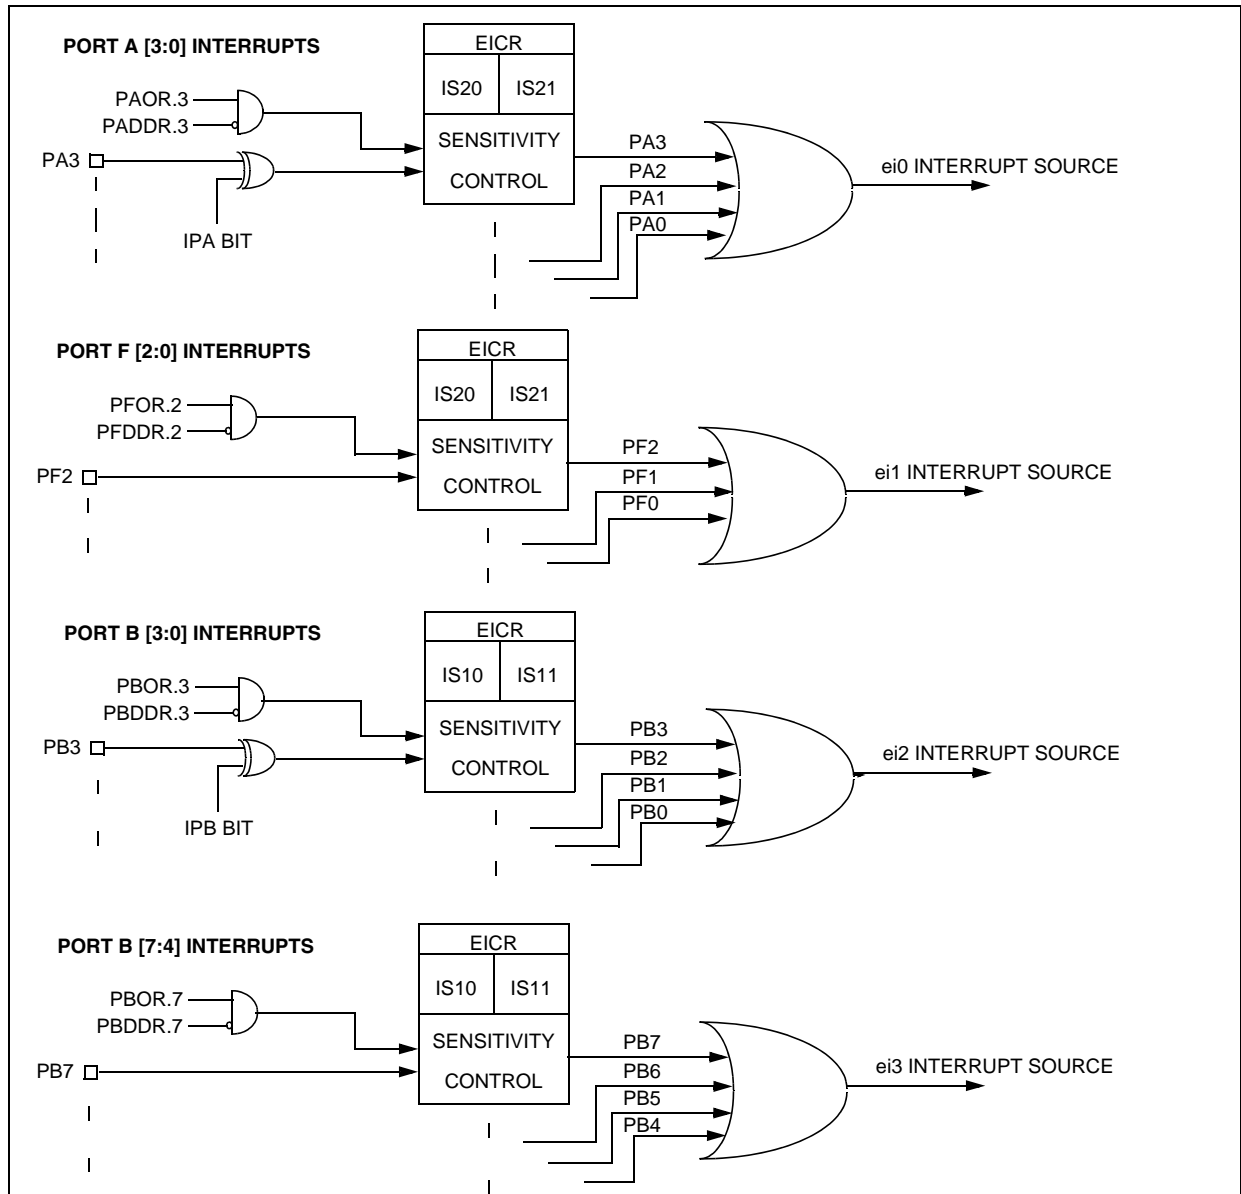 PORT A [3:0] INTERRUPTS
EICR
IS20 IS21
PAOR.3
PADDR.3
SENSITIVITY
CONTROL
PA3
IPA BIT
PA3
PA2
PA1
PA0
ei0 INTERRUPT SOURCE
PORT F [2:0] INTERRUPTS
EICR
IS20 IS21
PFOR.2
PFDDR.2
SENSITIVITY
CONTROL
PF2
PF2
PF1
PF0
ei1 INTERRUPT SOURCE
PORT B [3:0] INTERRUPTS
EICR
IS10 IS11
PBOR.3
PBDDR.3
SENSITIVITY
CONTROL
PB3
IPB BIT
PB3
PB2
PB1
PB0
ei2 INTERRUPT SOURCE
PORT B [7:4] INTERRUPTS
EICR
IS10 IS11
PBOR.7
PBDDR.7
SENSITIVITY
CONTROL
PB7
PB7
PB6
PB5
PB4
ei3 INTERRUPT SOURCE